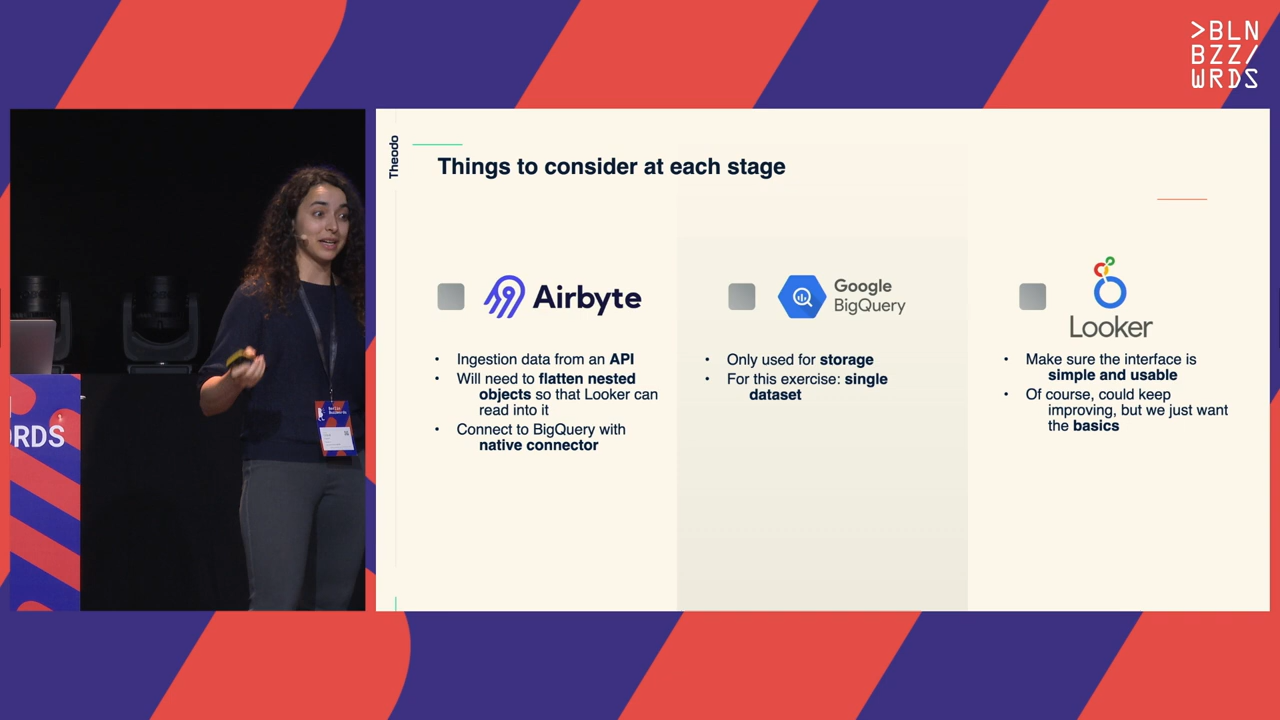 >BLN
BZZ/
WRDS
Theodo
Things to consider at each stage
Airbyte
• Ingestion data from an API
• Will need to flatten nested
objects so that Looker can
read into it
• Connect to BigQuery with
native connector
Google
BigQuery
• Only used for storage
• For this exercise: single
dataset
Looker
• Make sure the interface is
simple and usable
• Of course, could keep
improving, but we just want
the basics
RDS